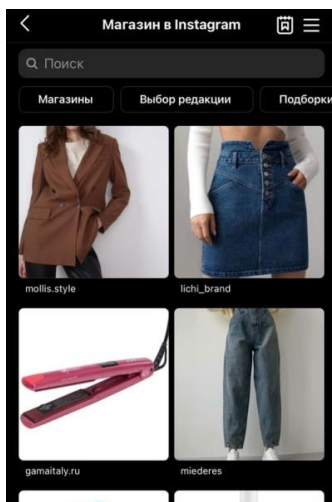 Магазин в Instagram
Поиск
Магазины Выбор редакции Подборки
mollis.style lichi_brand
gamaitaly.ru miederes